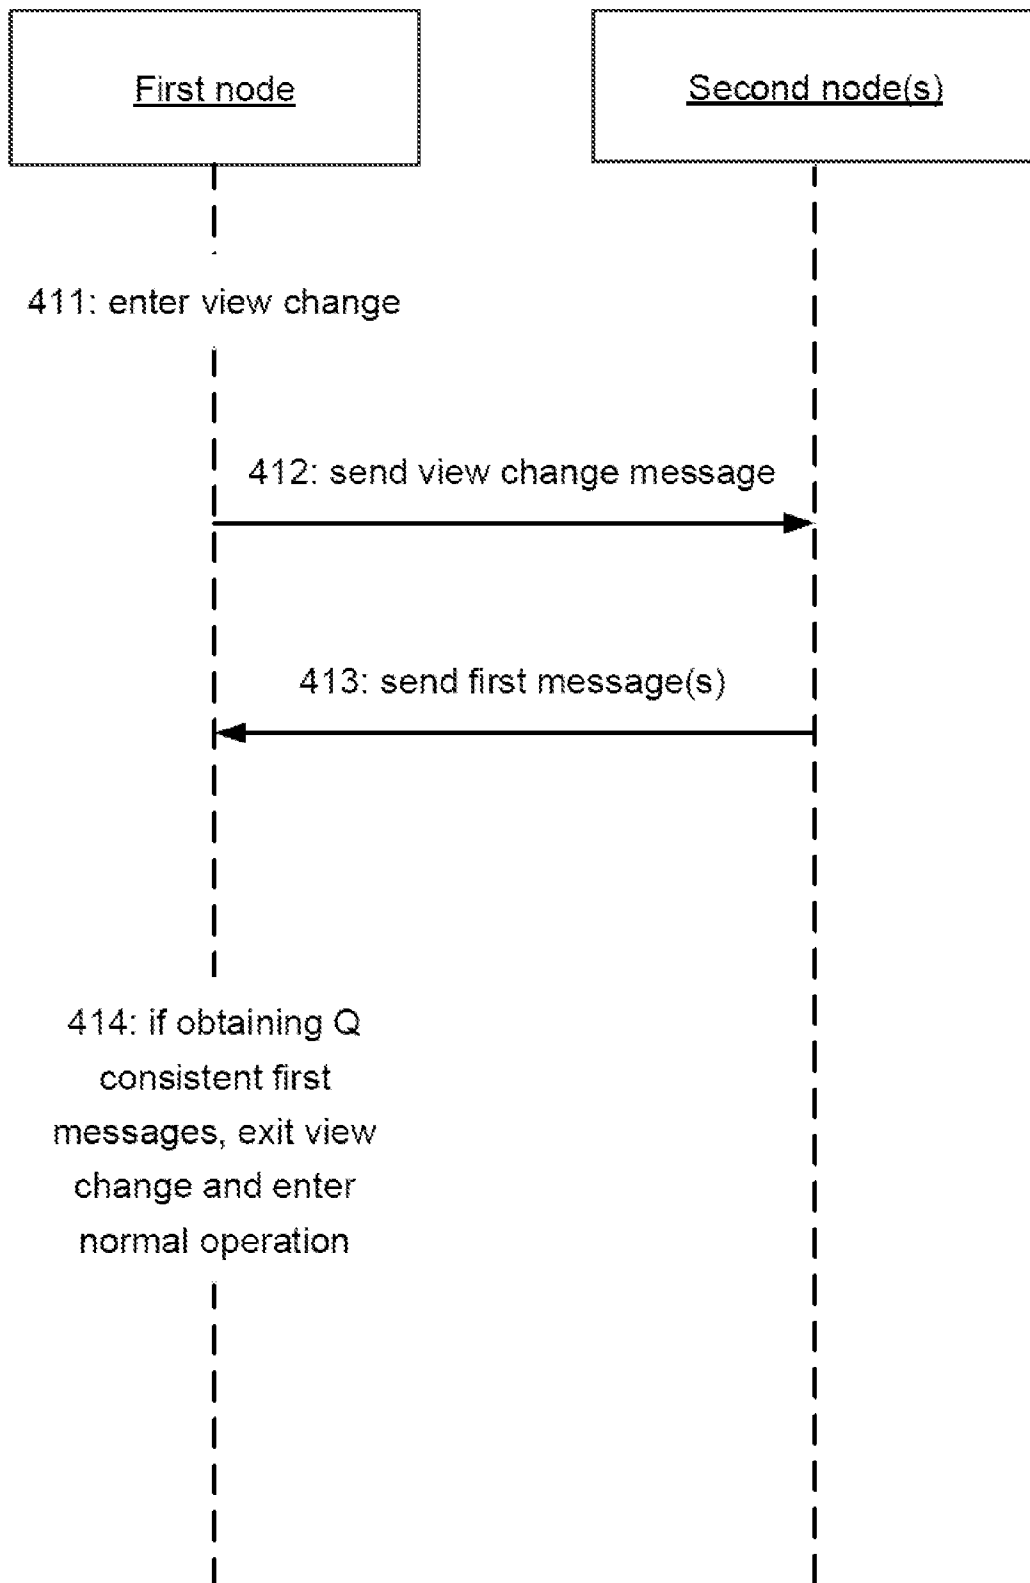 First node
Second node(s)
411: enter view change
412: send view change message
413: send first message(s)
414: if obtaining Q
consistent first
messages, exit view
change and enter
normal operation